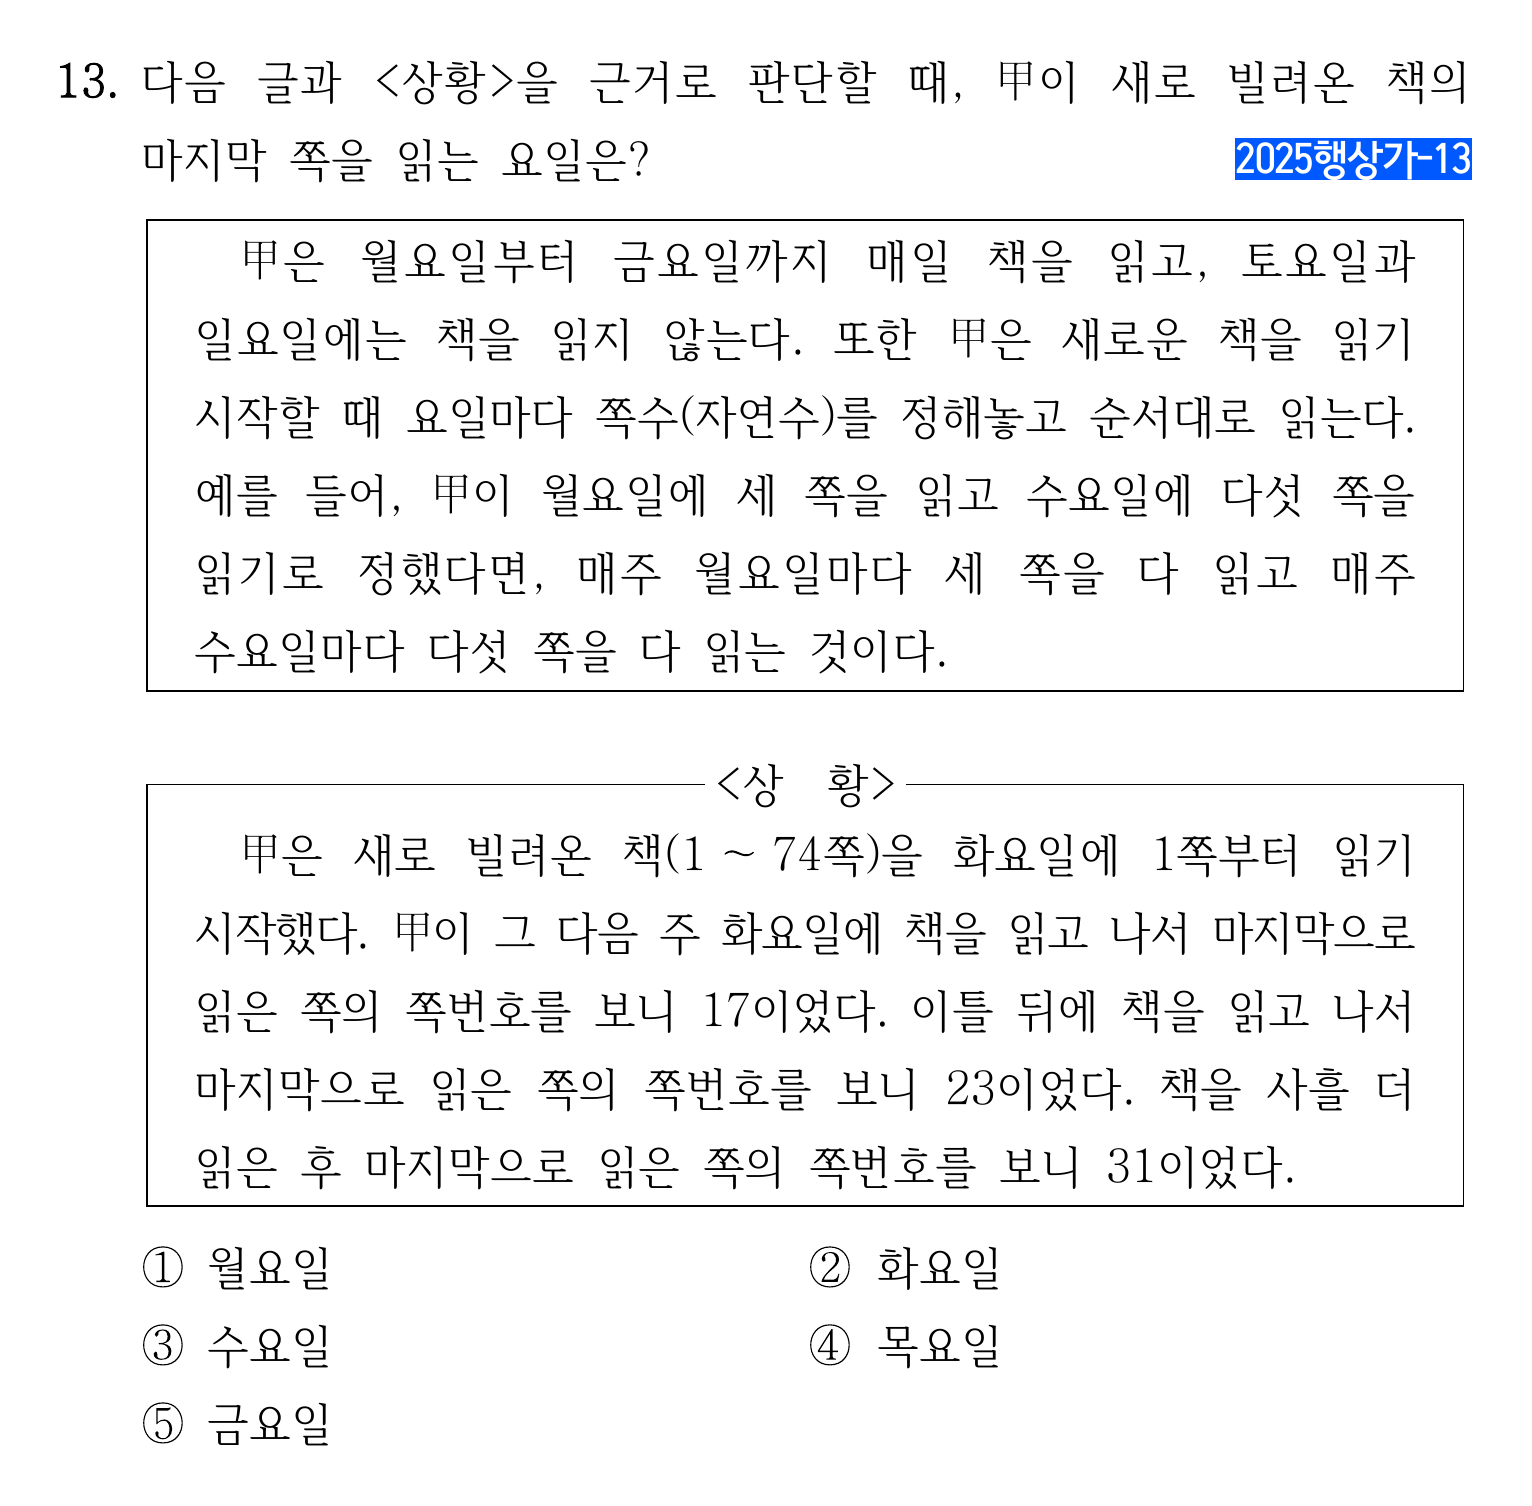 13. 다음 글과 <상황>을 근거로 판단할 때, 甲이 새로 빌려온 책의
마지막 쪽을 읽는 요일은?
2025행상가-13
甲은 월요일부터 금요일까지 매일 책을 읽고, 토요일과
일요일에는 책을 읽지 않는다. 또한 甲은 새로운 책을 읽기
시작할 때 요일마다 쪽수(자연수)를 정해놓고 순서대로 읽는다.
예를 들어, 甲이 월요일에 세 쪽을 읽고 수요일에 다섯 쪽을
읽기로 정했다면, 매주 월요일마다 세 쪽을 다 읽고 매주
수요일마다 다섯 쪽을 다 읽는 것이다.
<상 황>
甲은 새로 빌려온 책(1 ~ 74쪽)을 화요일에 1쪽부터 읽기
시작했다. 甲이 그 다음 주 화요일에 책을 읽고 나서 마지막으로
읽은 쪽의 쪽번호를 보니 17이었다. 이틀 뒤에 책을 읽고 나서
마지막으로 읽은 쪽의 쪽번호를 보니 23이었다. 책을 사흘 더
읽은 후 마지막으로 읽은 쪽의 쪽번호를 보니 31이었다.
① 월요일
② 화요일
③ 수요일
④ 목요일
⑤ 금요일